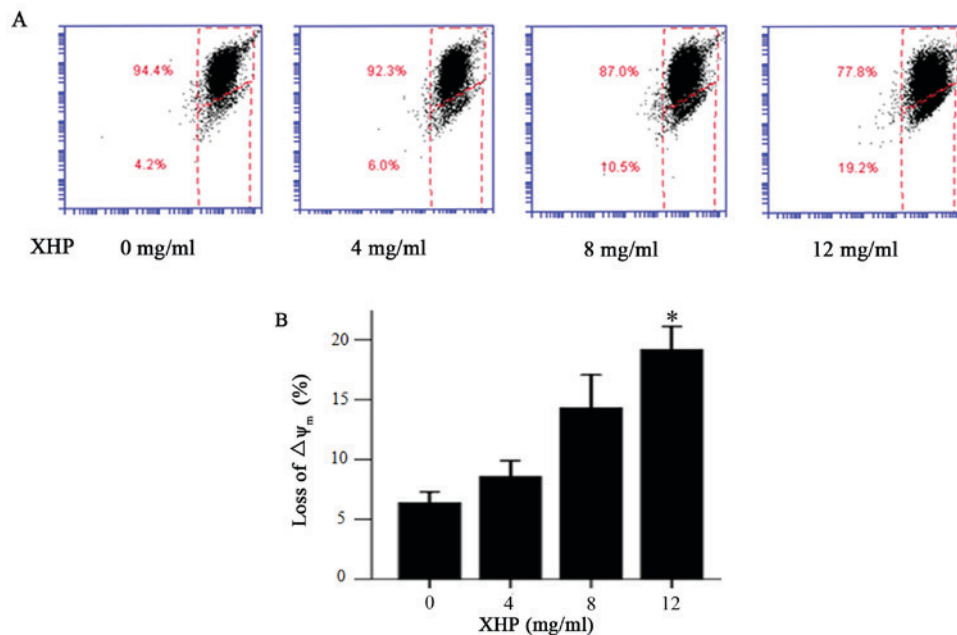 A
94.4%
4.2%
92.3%
6.0%
87.0%
↑0.5%
77.8%
19.2%
XHP 0 mg/ml 4 mg/ml 8 mg/ml 12 mg/ml
B
Loss of △ψm (%)
20
15
10
5
0
*
0 4 8 12
XHP (mg/ml)